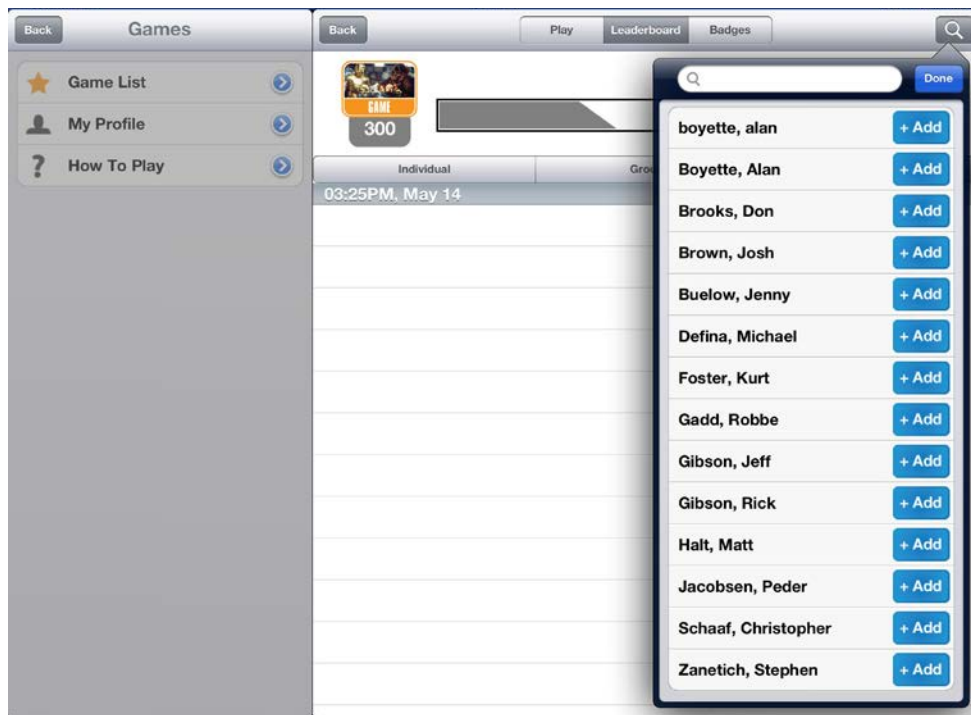 Back
Games
Game List
My Profile
How To Play
Back
Play
Leaderboard
Badges
GAME
300
Individual
03:25PM, May 14
Done
boyette, alan + Add
Boyette, Alan + Add
Brooks, Don + Add
Brown, Josh + Add
Buelow, Jenny + Add
Defina, Michael + Add
Foster, Kurt + Add
Gadd, Robbe + Add
Gibson, Jeff + Add
Gibson, Rick + Add
Halt, Matt + Add
Jacobsen, Peder + Add
Schaaf, Christopher + Add
Zanetich, Stephen + Add